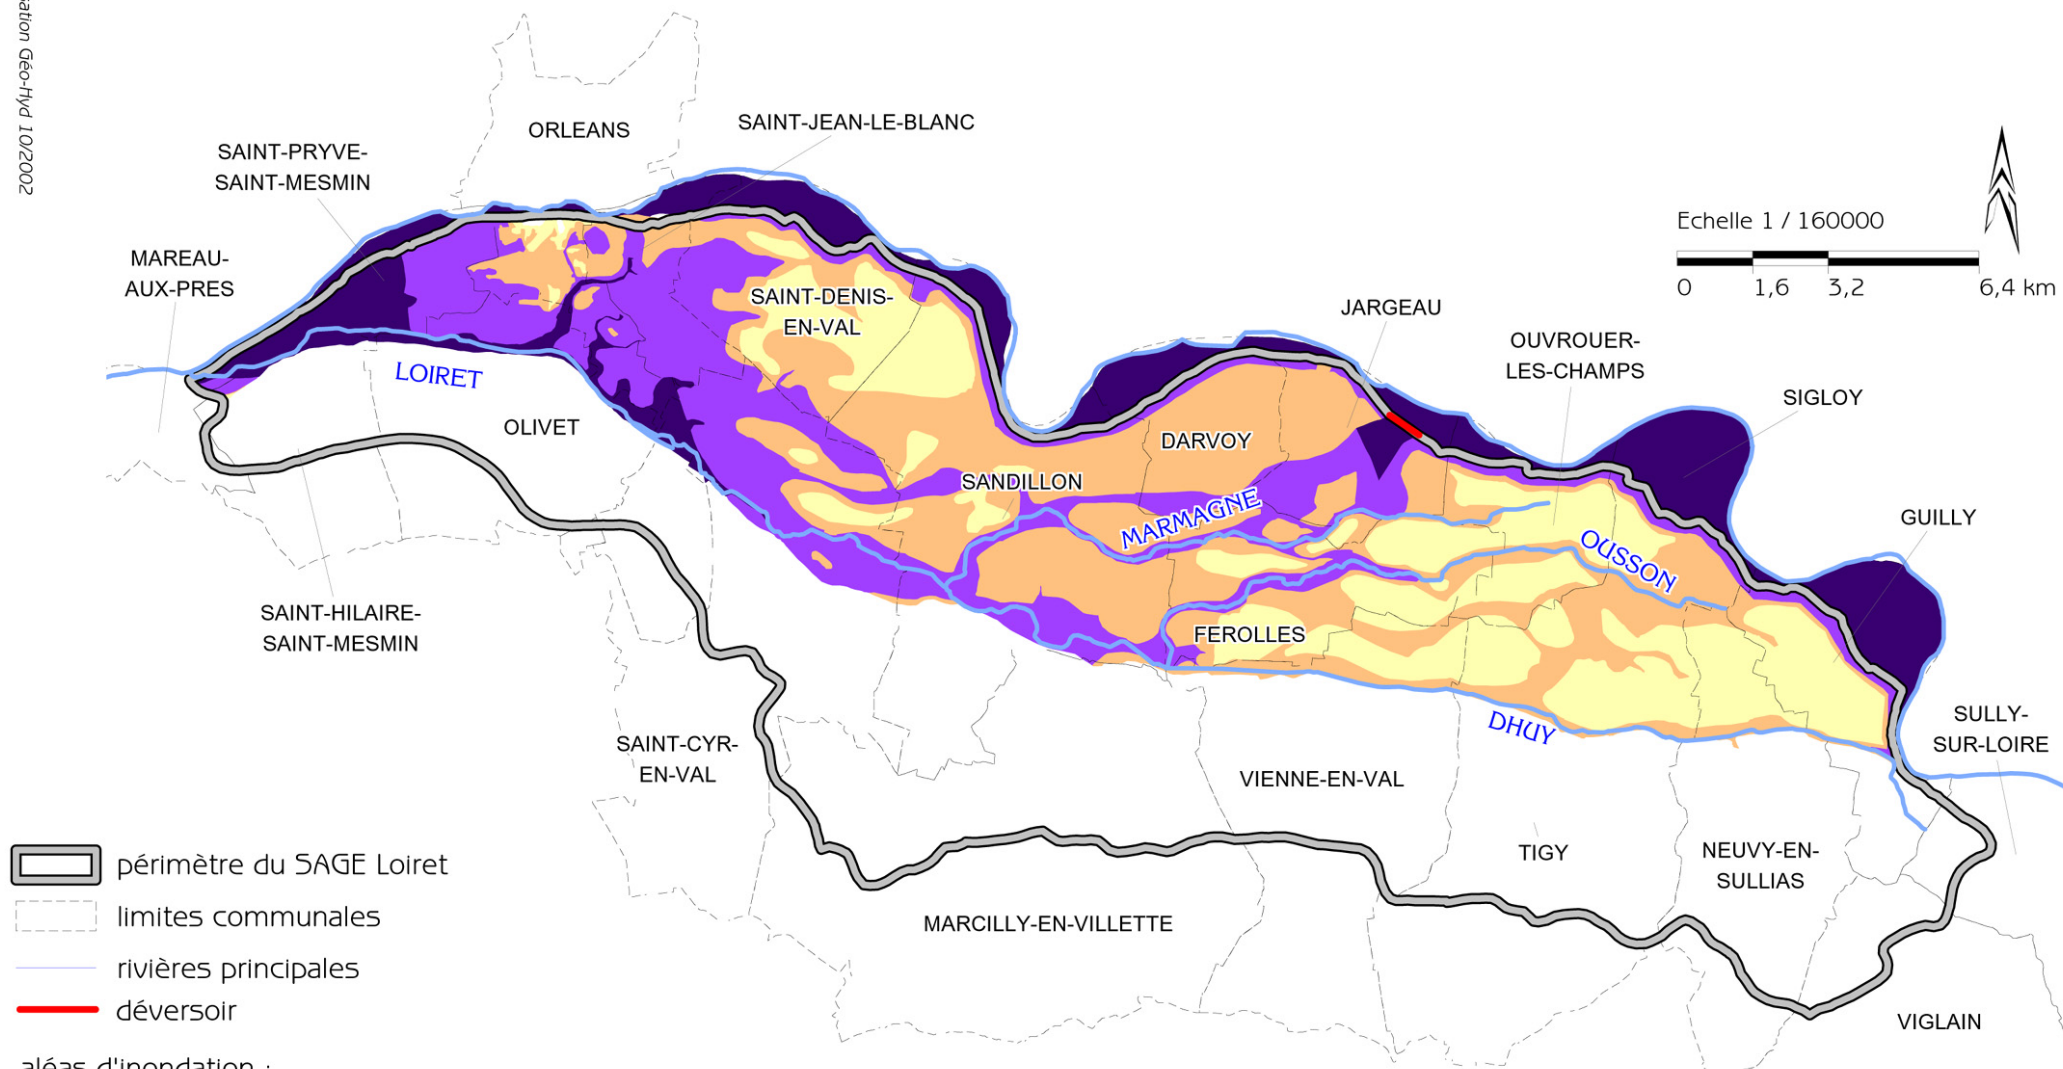 ation Géo-Hyd 10/2002
ORLEANS
SAINT-JEAN-LE-BLANC
SAINT-PRYVE-
SAINT-MESMIN
MAREAU-
AUX-PRES
Echelle 1 / 160000
0 1,6 3,2 6,4 km
SAINT-DENIS-
EN-VAL
JARGEAU
OUVROUER-
LES-CHAMPS
SIGLOY
LOIRET
OLIVET
DARVOY
SANDILLON
MARMAGNE
GUILLY
OUSSON
SAINT-HILAIRE-
SAINT-MESMIN
FEROLLES
DHUY
SULLY-
SUR-LOIRE
SAINT-CYR-
EN-VAL
VIENNE-EN-VAL
TIGY
NEUVY-EN-
SULLIAS
MARCILLY-EN-VILLETTE
VIGLAIN
périmètre du SAGE Loiret
limites communales
rivières principales
déversoir
aléas d'inondation :